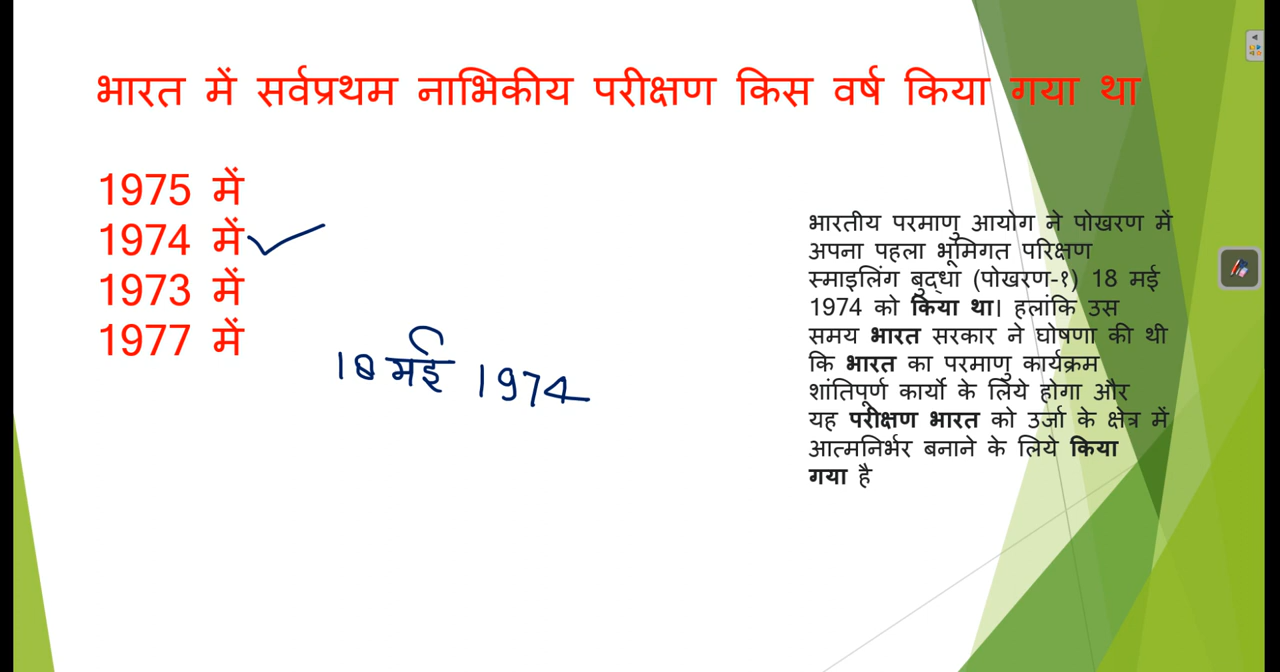 भारत में सर्वप्रथम नाभिकीय परीक्षण किस वर्ष किया गया था
1975 में
1974 में
1973 में
1977 में
18 मई 1974
भारतीय परमाणु आयोग ने पोखरण में
अपना पहला भूमिगत परिक्षण
स्माइलिंग बुद्धा (पोखरण-१) 18 मई
1974 को किया था। हलांकि उस
समय भारत सरकार ने घोषणा की थी
कि भारत का परमाणु कार्यक्रम
शांतिपूर्ण कार्यो के लिये होगा और
यह परीक्षण भारत को उर्जा के क्षेत्र में
आत्मनिर्भर बनाने के लिये किया
गया है